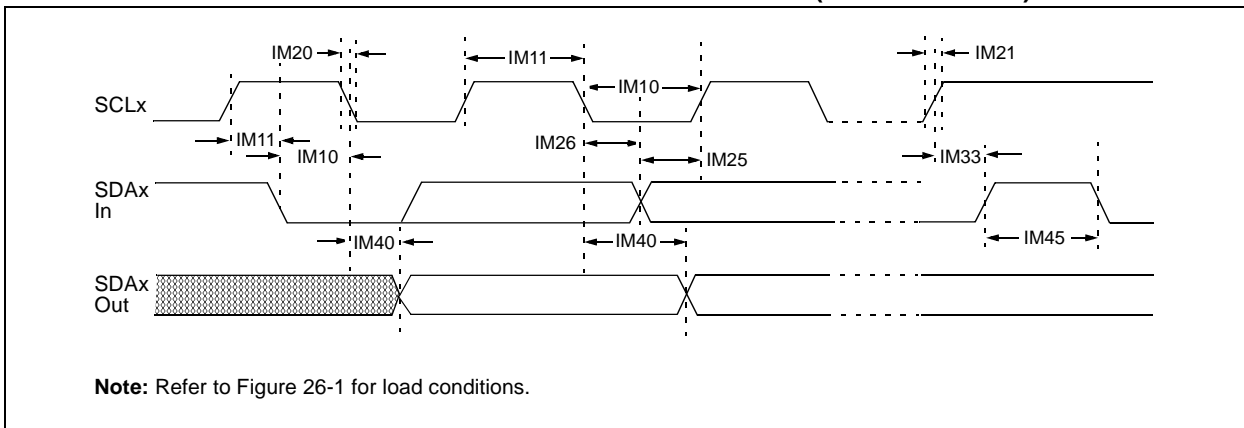 IM20
IM11
IM21
SCLx
IM10
IM11
IM10
IM26
IM25
IM33
SDAx
In
IM40
IM40
IM45
SDAx
Out
Note: Refer to Figure 26-1 for load conditions.